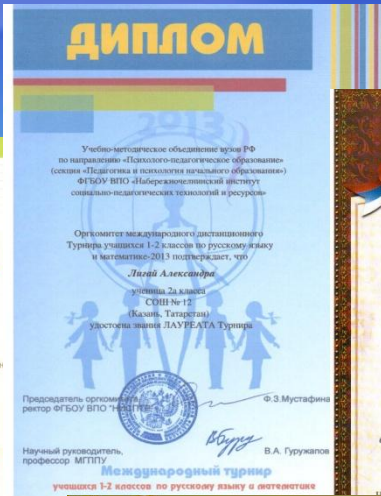 ДИПЛОМ
2013
Учебно-методическое объединение вузов РФ
по направлению «Психолого-педагогическое образование»
(секция «Педагогика и психология начального образования»)
ФГБОУ ВПО «Набережночелнинский институт
социально-педагогических технологий и ресурсов»
Оргкомитет международного дистанционного
Турнира учащихся 1-2 классов по русскому языку
и математике-2013 подтверждает, что
Лигай Александра
ученица 2а класса
СОШ № 12
(Казань, Татарстан)
удостоена звания ЛАУРЕАТА Турнира
Председатель оргкомитета
ректор ФГБОУ ВПО "НИСПТР"
Ф.З.Мустафина
Научный руководитель,
профессор МГППУ
В.А. Гуружапов
Международный турнир
учащихся 1-2 классов по русскому языку и математике